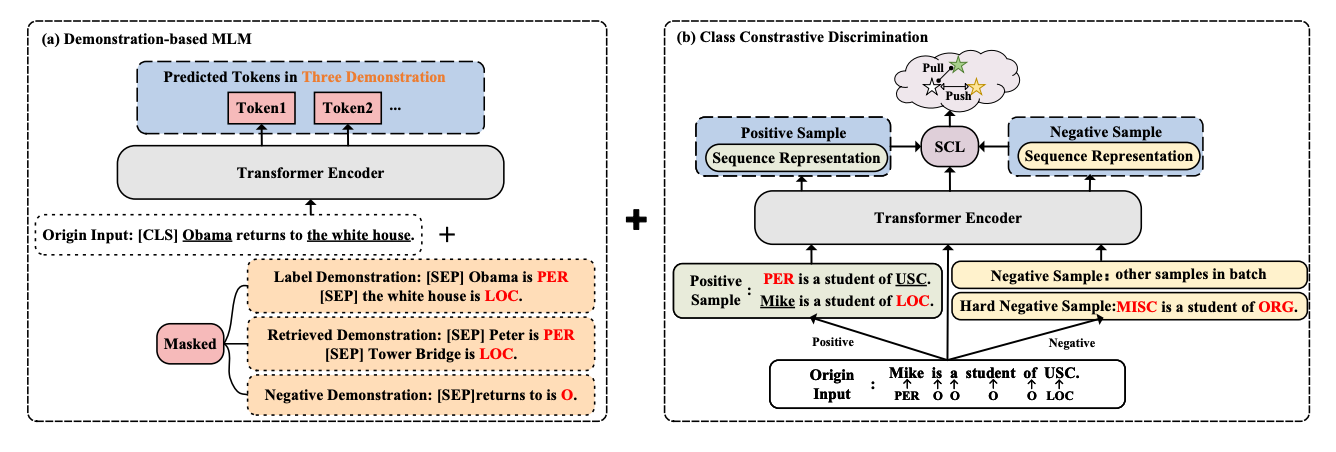 (a) Demonstration-based MLM
Predicted Tokens in Three Demonstration
Token1 Token2 ...
Transformer Encoder
Origin Input: [CLS] Obama returns to the white house. +
Label Demonstration: [SEP] Obama is PER
[SEP] the white house is LOC.
Masked
Retrieved Demonstration: [SEP] Peter is PER
[SEP] Tower Bridge is LOC.
Negative Demonstration: [SEP]returns to is O.
+
(b) Class Constrastive Discrimination
Pull
Push
Positive Sample
Sequence Representation
SCL
Negative Sample
Sequence Representation
Transformer Encoder
Positive
Sample :
PER is a student of USC.
Mike is a student of LOC.
Negative Sample: other samples in batch
Hard Negative Sample:MISC is a student of ORG.
Positive
Negative
Origin
Input :
Mike is a student of USC.
PER O O O O LOC